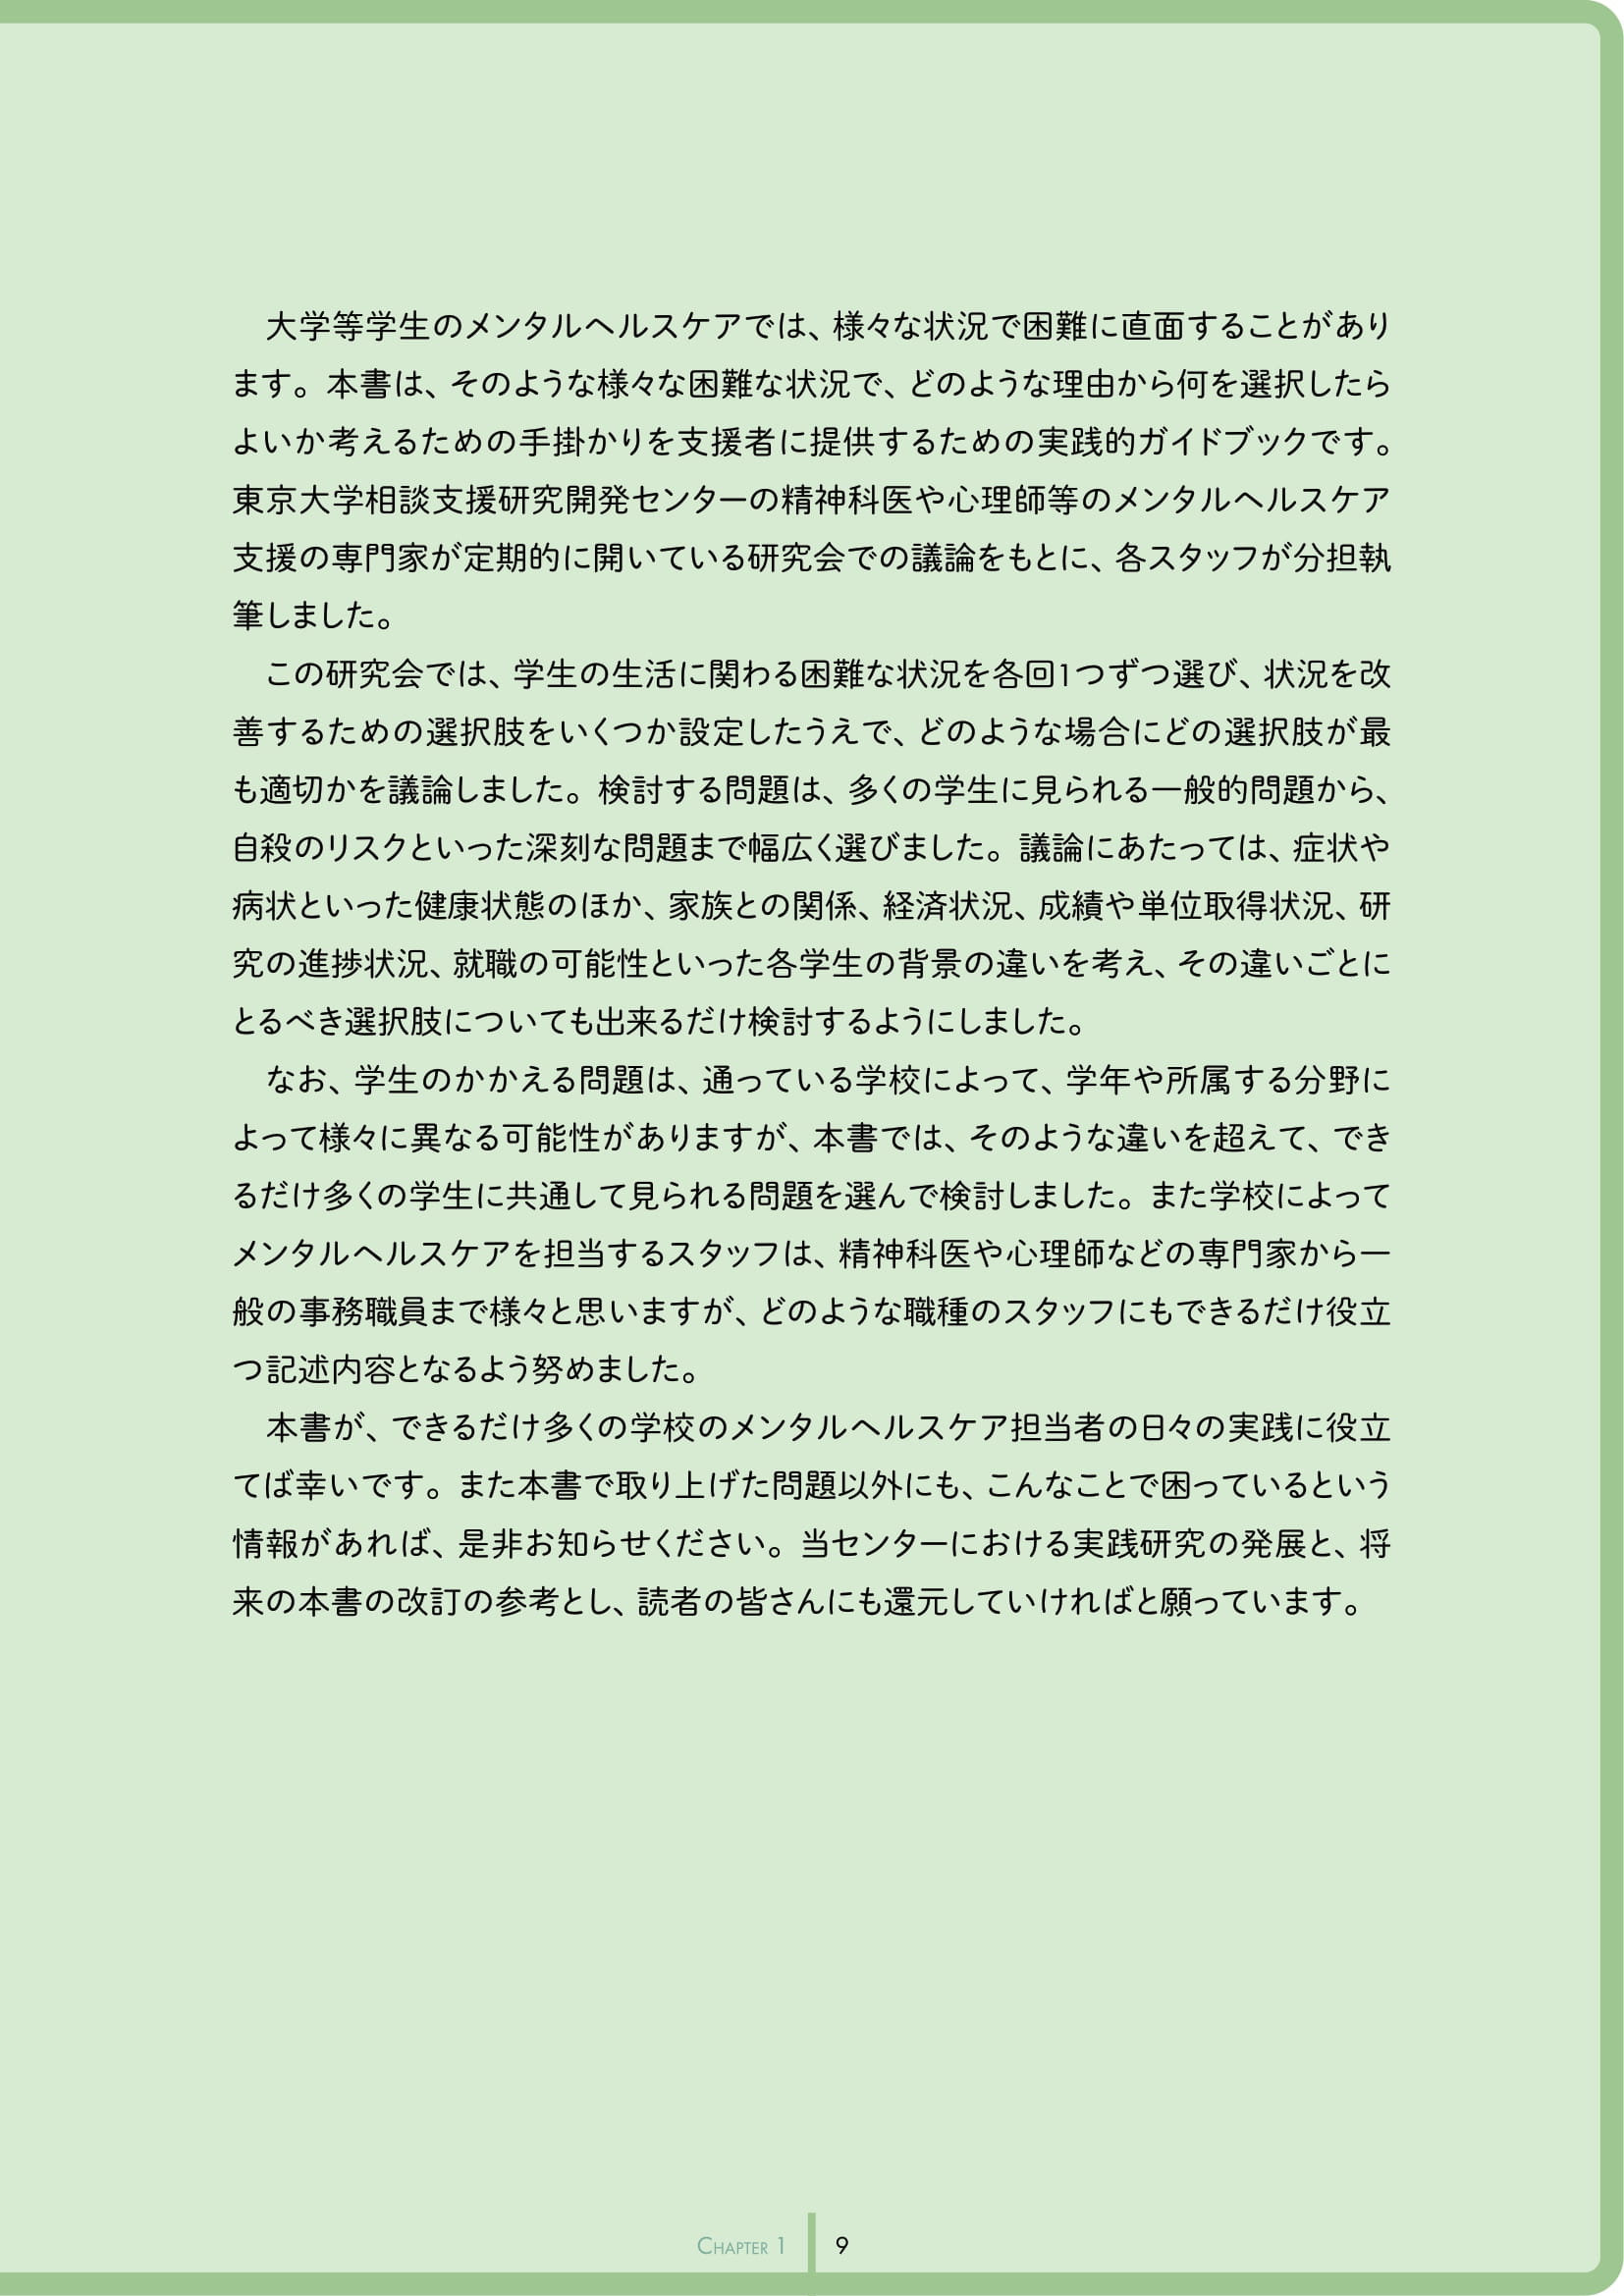 大学等学生のメンタルヘルスケアでは、様々な状況で困難に直面することがあり
ます。本書は、そのような様々な困難な状況で、どのような理由から何を選択したら
よいか考えるための手掛かりを支援者に提供するための実践的ガイドブックです。
東京大学相談支援研究開発センターの精神科医や心理師等のメンタルヘルスケア
支援の専門家が定期的に開いている研究会での議論をもとに、各スタッフが分担執
筆しました。
　この研究会では、学生の生活に関わる困難な状況を各回1つずつ選び、状況を改
善するための選択肢をいくつか設定したうえで、どのような場合にどの選択肢が最
も適切かを議論しました。検討する問題は、多くの学生に見られる一般的問題から、
自殺のリスクといった深刻な問題まで幅広く選びました。議論にあたっては、症状や
病状といった健康状態のほか、家族との関係、経済状況、成績や単位取得状況、研
究の進捗状況、就職の可能性といった各学生の背景の違いを考え、その違いごとに
とるべき選択肢についても出来るだけ検討するようにしました。
　なお、学生のかかえる問題は、通っている学校によって、学年や所属する分野に
よって様々に異なる可能性がありますが、本書では、そのような違いを超えて、でき
るだけ多くの学生に共通して見られる問題を選んで検討しました。また学校によって
メンタルヘルスケアを担当するスタッフは、精神科医や心理師などの専門家から一
般の事務職員まで様々と思いますが、どのような職種のスタッフにもできるだけ役立
つ記述内容となるよう努めました。
　本書が、できるだけ多くの学校のメンタルヘルスケア担当者の日々の実践に役立
てば幸いです。また本書で取り上げた問題以外にも、こんなことで困っているという
情報があれば、是非お知らせください。当センターにおける実践研究の発展と、将
来の本書の改訂の参考とし、読者の皆さんにも還元していければと願っています。
CHAPTER 1 9